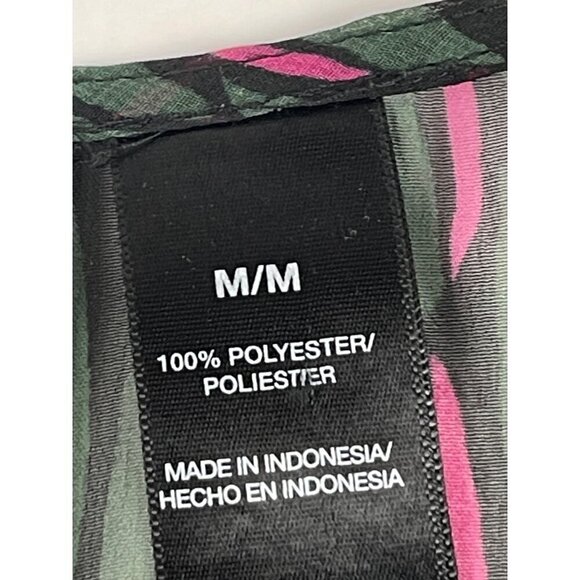 M/M
100% POLYESTER/
POLIESTER
MADE IN INDONESIA/
HECHO EN INDONESIA